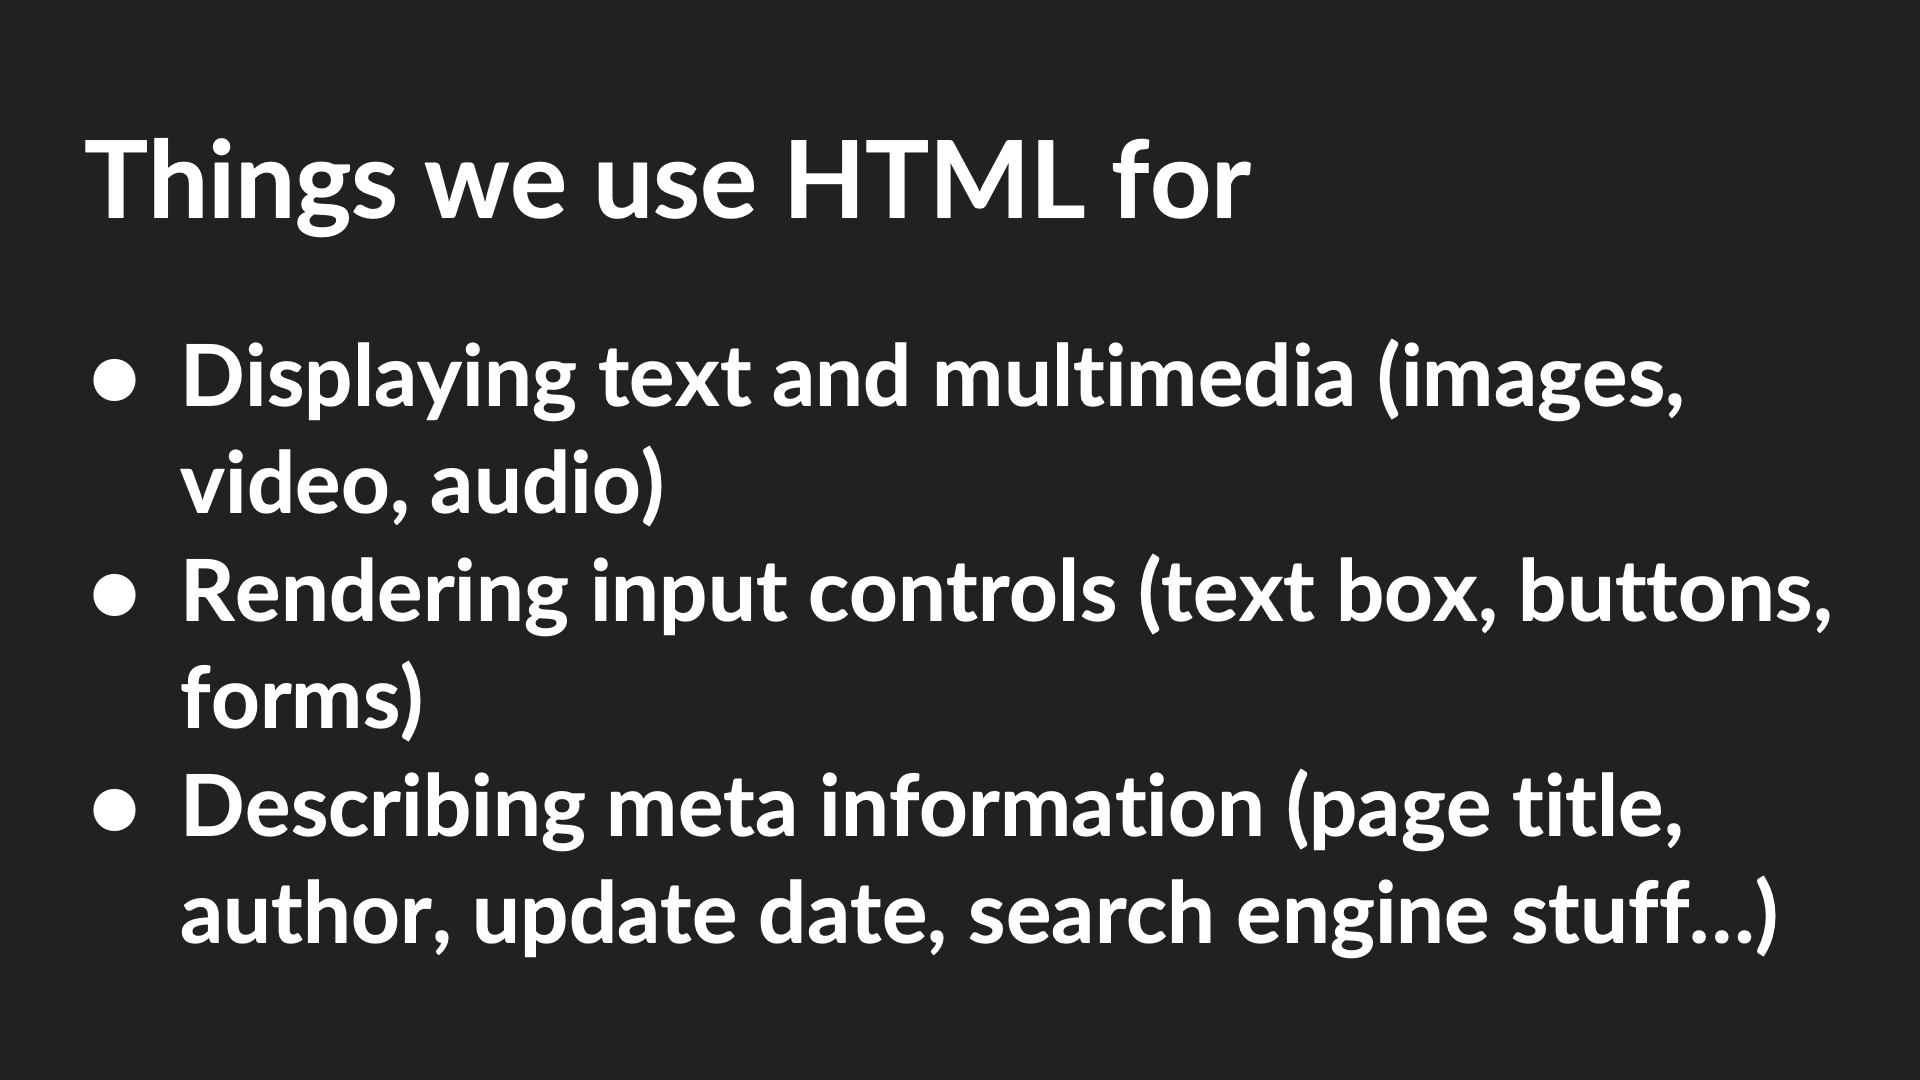 Things we use HTML for
● Displaying text and multimedia (images,
video, audio)
● Rendering input controls (text box, buttons,
forms)
● Describing meta information (page title,
author, update date, search engine stuff...)